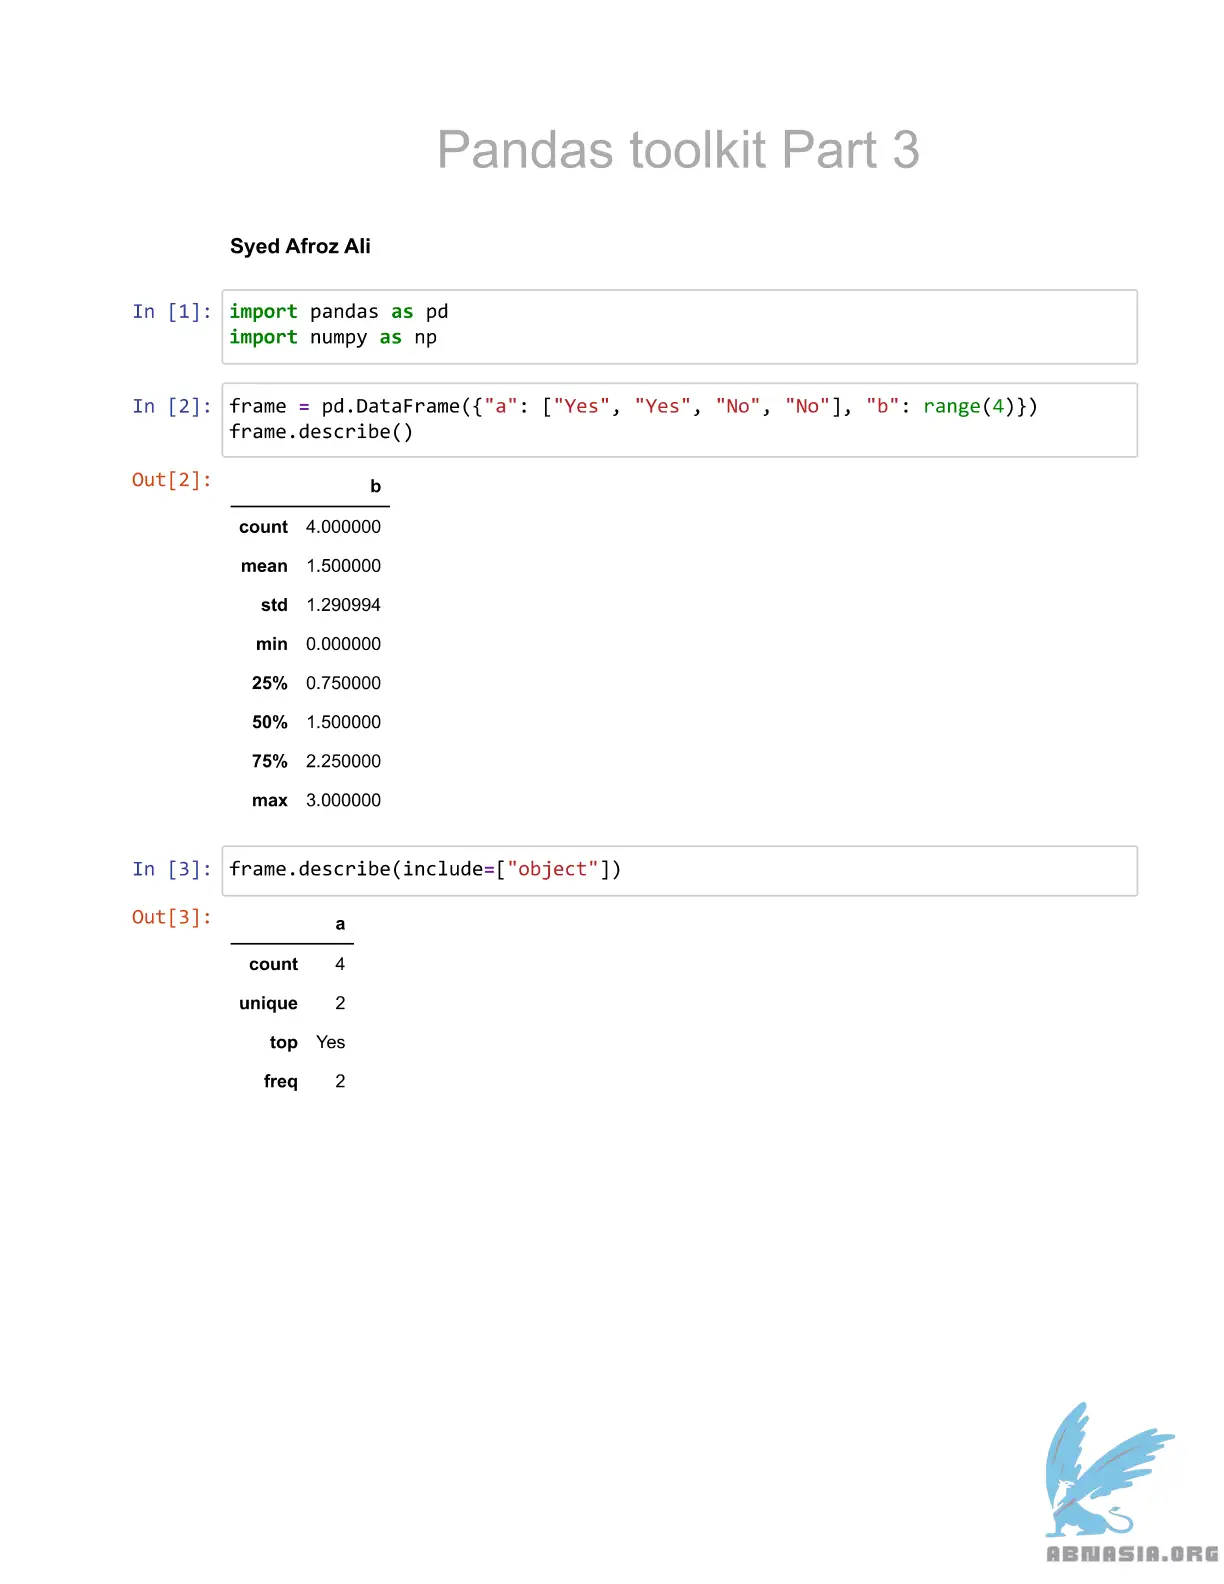 Pandas toolkit Part 3
Syed Afroz Ali
In [1]: import pandas as pd
import numpy as np
In [2]: frame = pd.DataFrame({"a": ["Yes", "Yes", "No", "No"], "b": range(4)})
frame.describe()
Out[2]:
b
count 4.000000
mean 1.500000
std 1.290994
min 0.000000
25% 0.750000
50% 1.500000
75% 2.250000
max 3.000000
In [3]: frame.describe(include=["object"])
Out[3]:
a
count 4
unique 2
top Yes
freq 2
ABNASIA.ORG